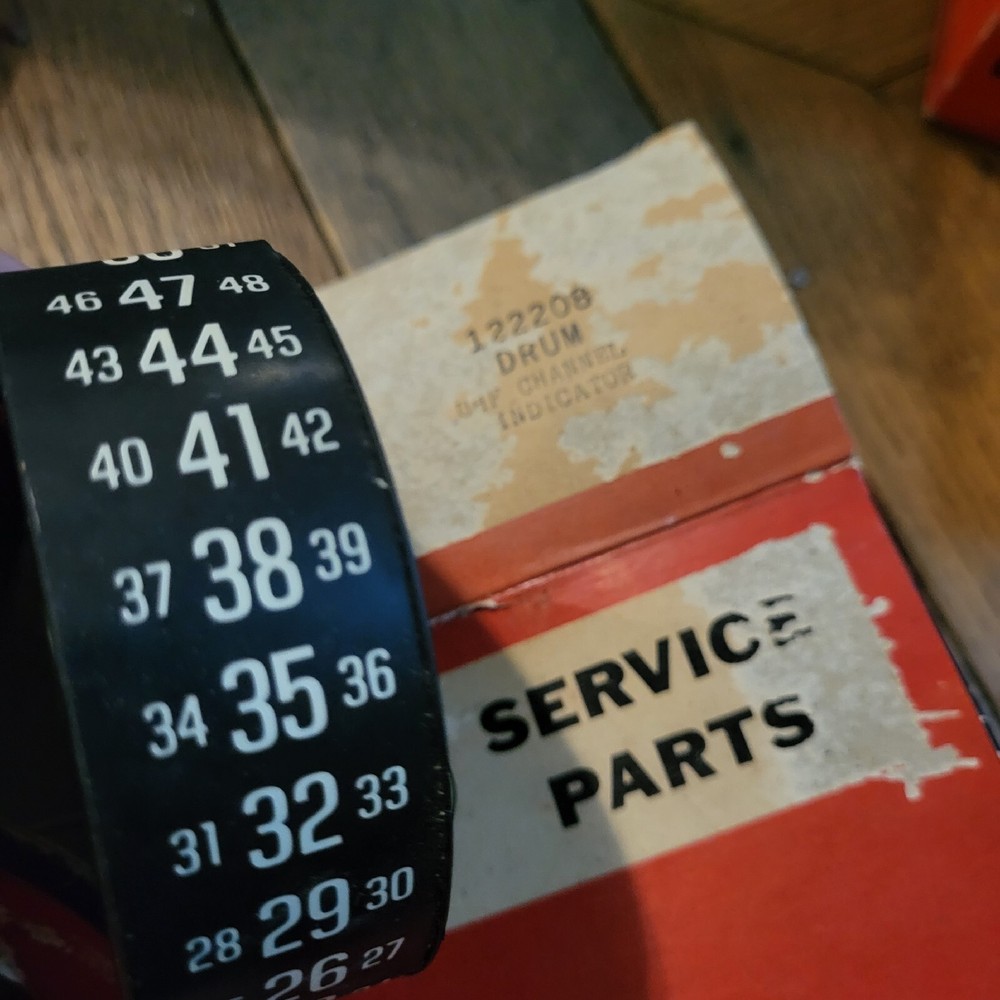 46 47 48
43 44 45
40 41 42
37 38 39
34 35 36
31 32 33
28 29 30
26 27
122208
DRUM
UHF CHANNEL
INDICATOR
SERVICE
PARTS